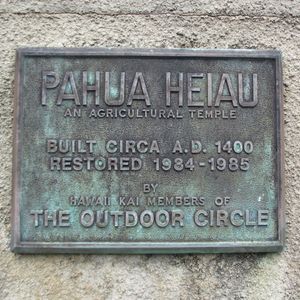 PAHUA HEIAU
AN AGRICULTURAL TEMPLE
BUILT CIRCA A.D. 1400
RESTORED 1984-1985
BY
HAWAII KAI MEMBERS OF
THE OUTDOOR CIRCLE